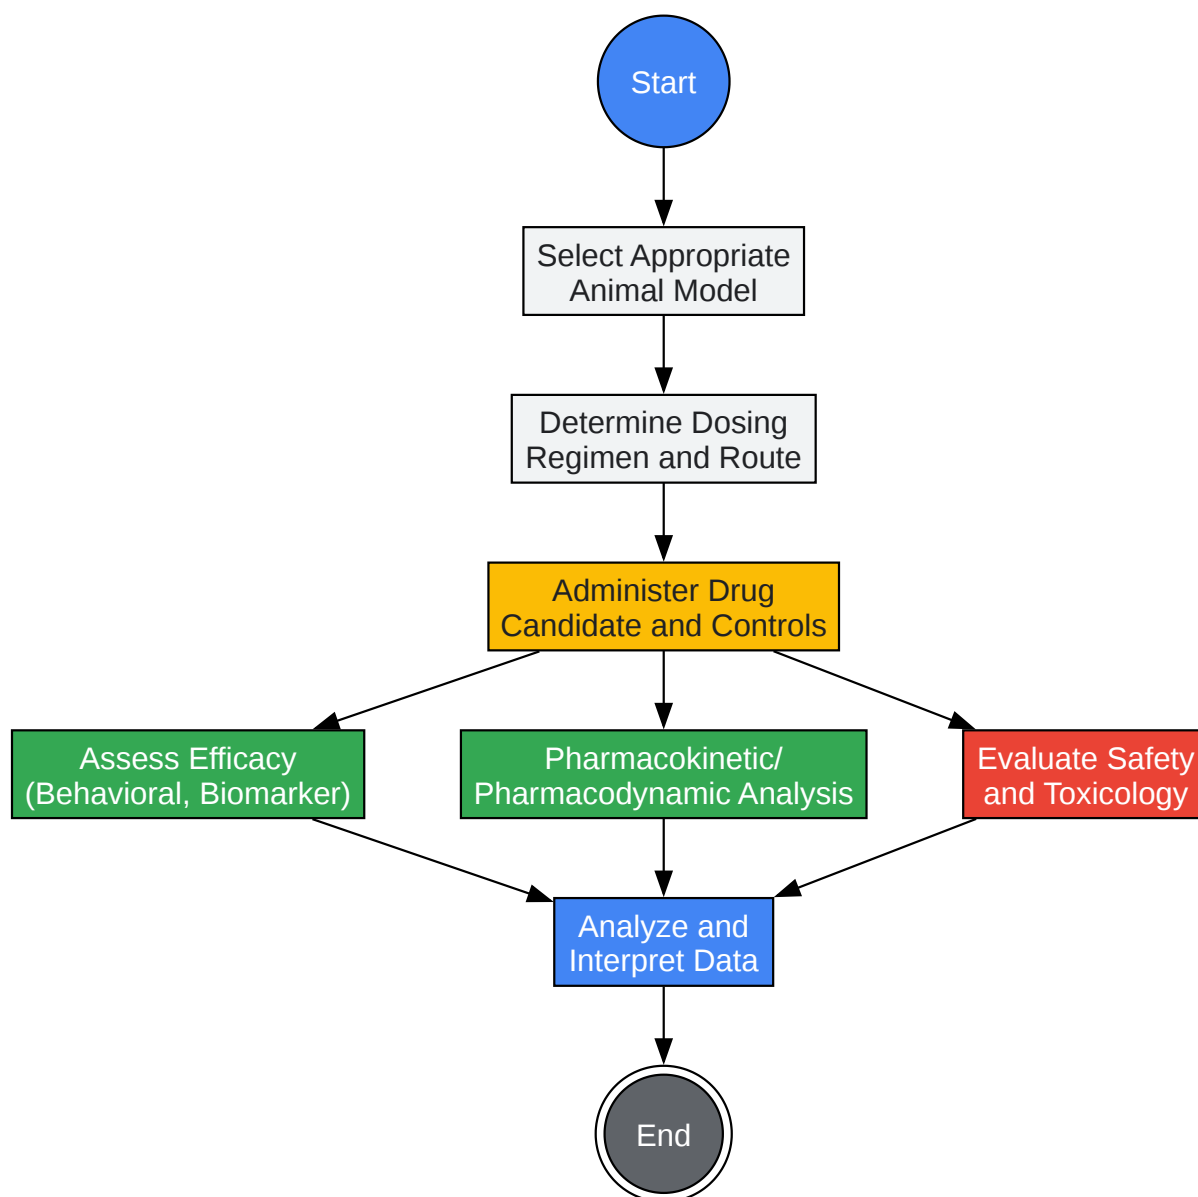 Start
Select Appropriate
Animal Model
Determine Dosing
Regimen and Route
Administer Drug
Candidate and Controls
Assess Efficacy
(Behavioral, Biomarker)
Pharmacokinetic/
Pharmacodynamic Analysis
Evaluate Safety
and Toxicology
Analyze and
Interpret Data
End